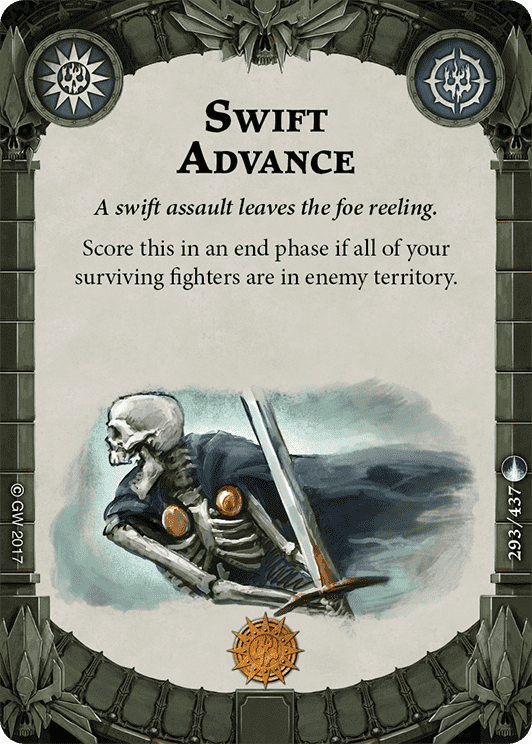 SWIFT
ADVANCE
A swift assault leaves the foe reeling.
Score this in an end phase if all of your
surviving fighters are in enemy territory.
© GW 2017
293/437